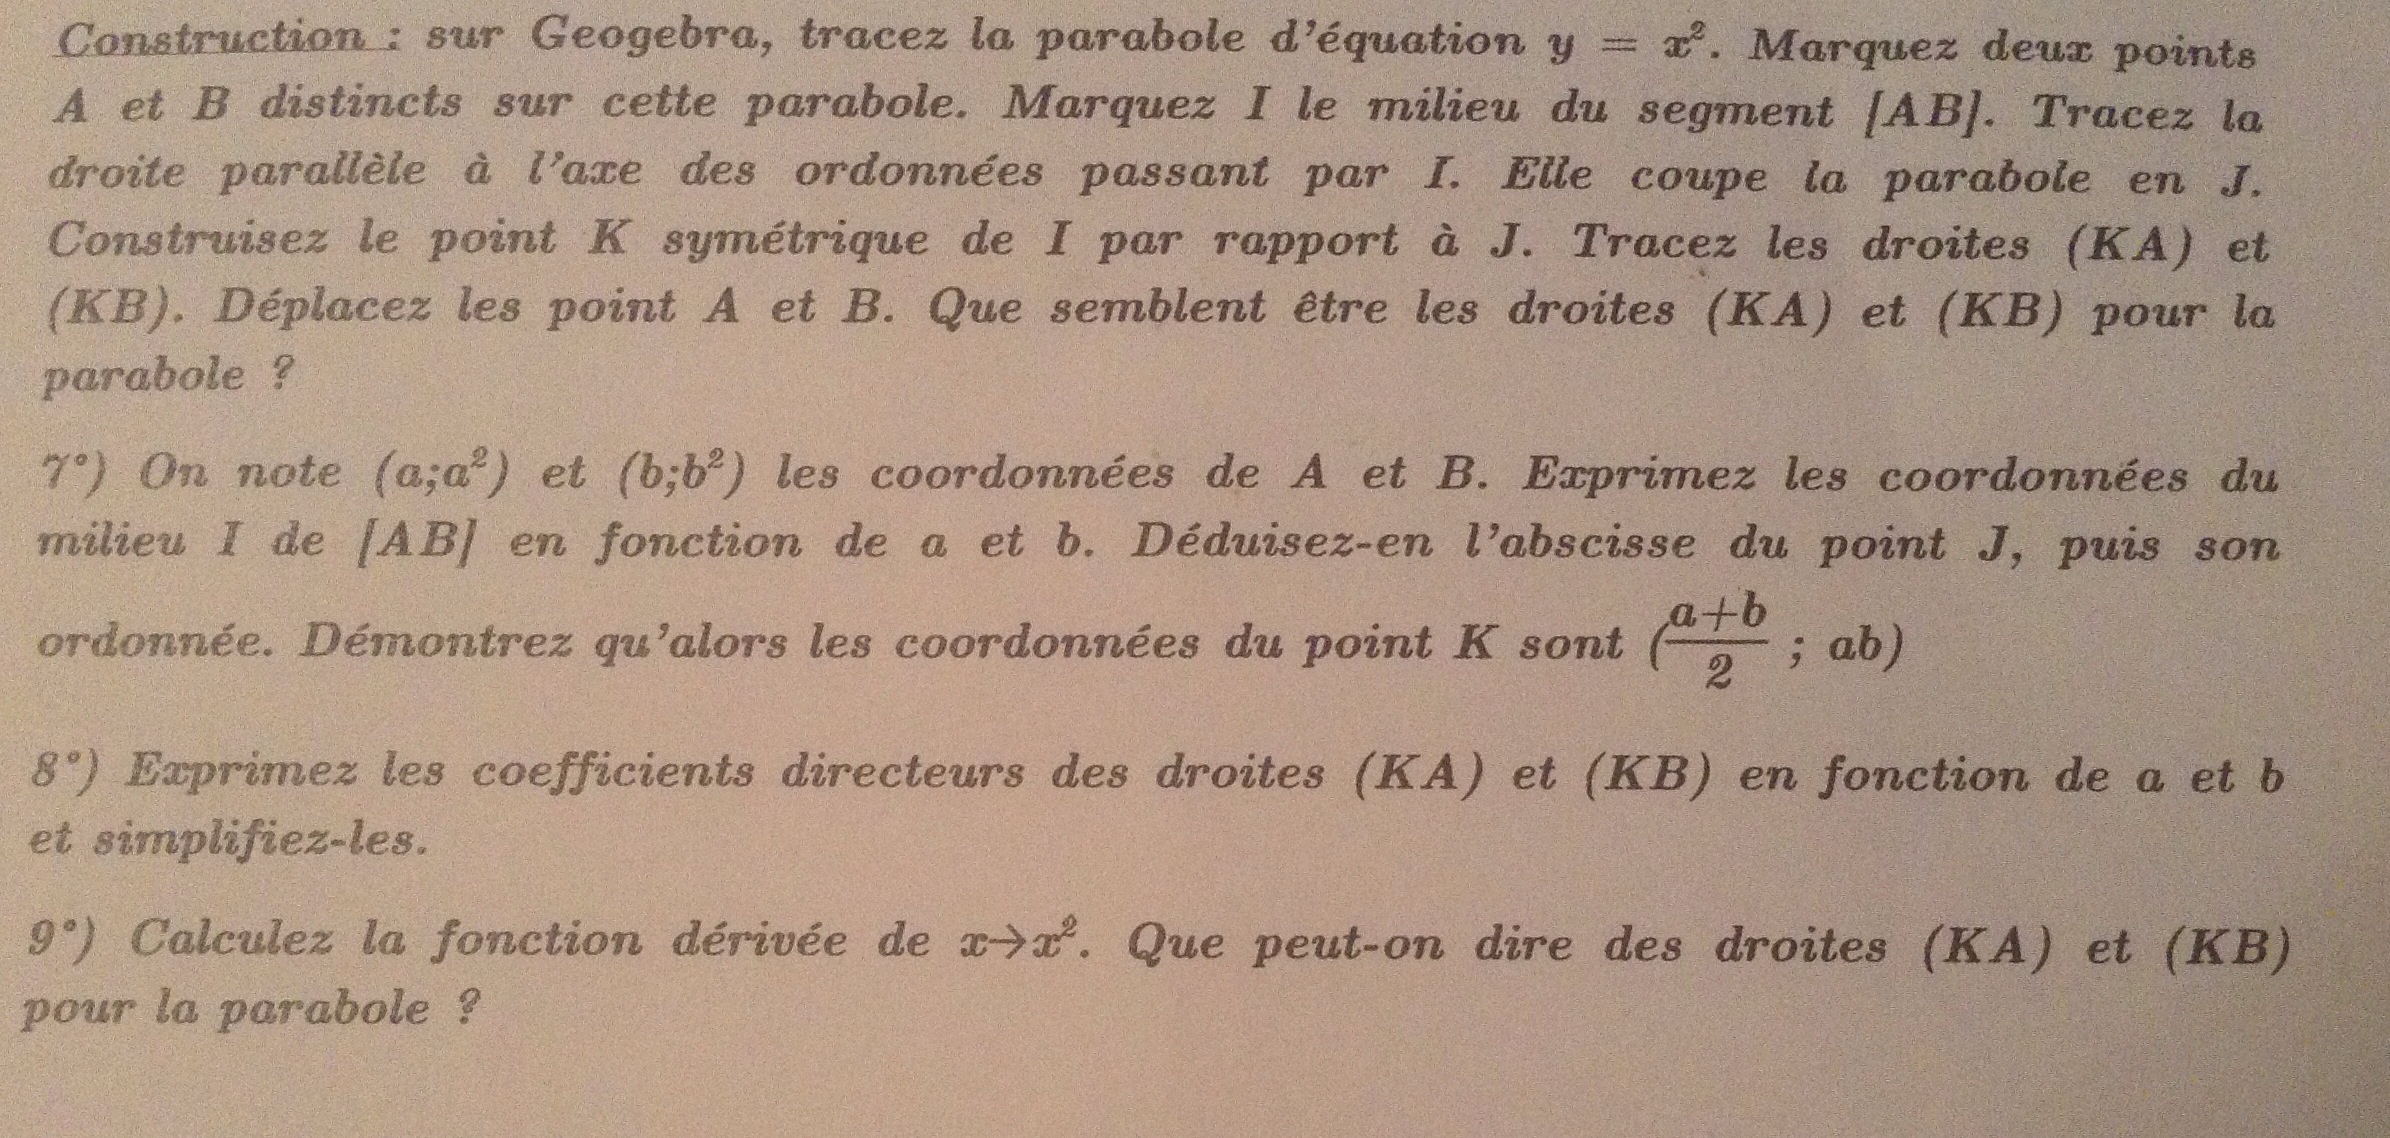 Construction : sur Geogebra, tracez la parabole d'équation y = x². Marquez deux points
A et B distincts sur cette parabole. Marquez I le milieu du segment [AB]. Tracez la
droite parallèle à l'axe des ordonnées passant par I. Elle coupe la parabole en J.
Construisez le point K symétrique de I par rapport à J. Tracez les droites (KA) et
(KB). Déplacez les point A et B. Que semblent être les droites (KA) et (KB) pour la
parabole ?
7°) On note (a;a²) et (b;b²) les coordonnées de A et B. Exprimez les coordonnées du
milieu I de [AB] en fonction de a et b. Déduisez-en l'abscisse du point J, puis son
ordonnée. Démontrez qu'alors les coordonnées du point K sont (\frac{a+b}{2} ; ab)
8°) Exprimez les coefficients directeurs des droites (KA) et (KB) en fonction de a et b
et simplifiez-les.
9°) Calculez la fonction dérivée de x→x². Que peut-on dire des droites (KA) et (KB)
pour la parabole ?